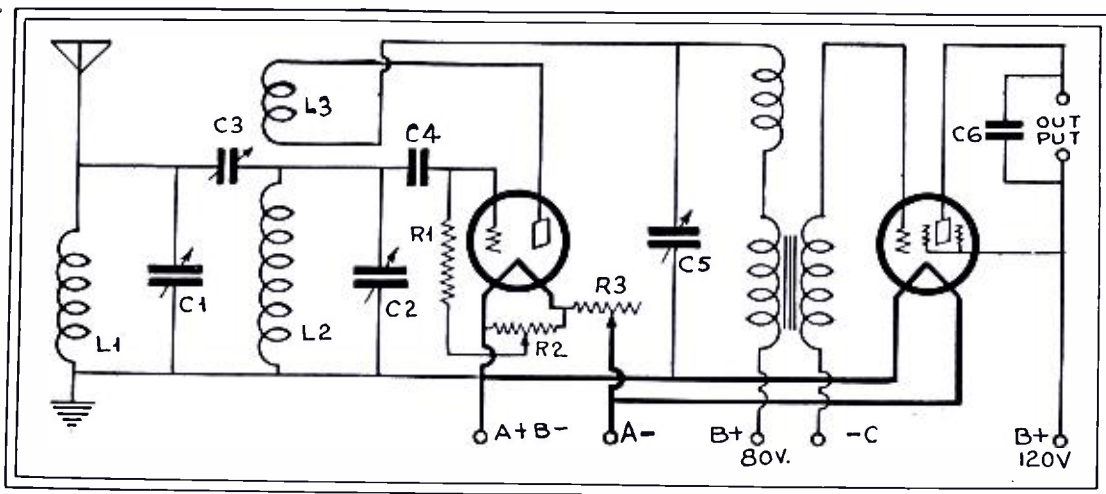 C3
L3
C4
C6
OUT
PUT
R1
R3
C1
C2
C5
L1
L2
R2
A+B-
A-
B+
80V.
-C
B+
120V